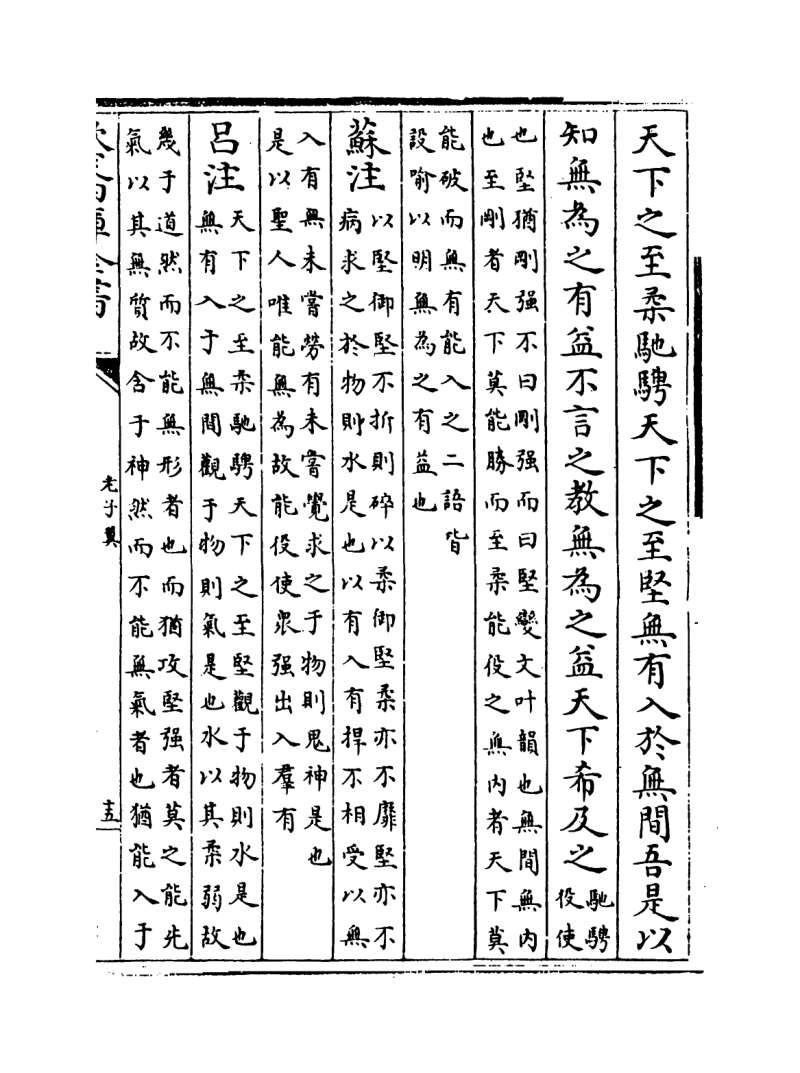 天下之至柔馳騁天下之至堅無有入於無間吾是以
知無為之有益不言之教無為之益天下希及之馳騁
役使
也堅猶剛强不曰剛强而曰堅變文叶韻也無間無内
也至剛者天下莫能勝而至柔能役之無内者天下莫
能破而無有能入之二語皆
設喻以明無為之有益也
蘇注以堅御堅不折則碎以柔御堅柔亦不靡堅亦不
病求之於物則水是也以有入有捍不相受以無
入有無未嘗勞有未嘗覺求之于物則鬼神是也
是以聖人唯能無為故能役使衆强出入羣有
呂注天下之至柔馳騁天下之至堅觀于物則水是也
無有入于無間觀于物則氣是也水以其柔弱故
幾于道然而不能無形者也而猶攻堅强者莫之能先
氣以其無質故含于神然而不能無氣者也猶能入于
老子翼
十五